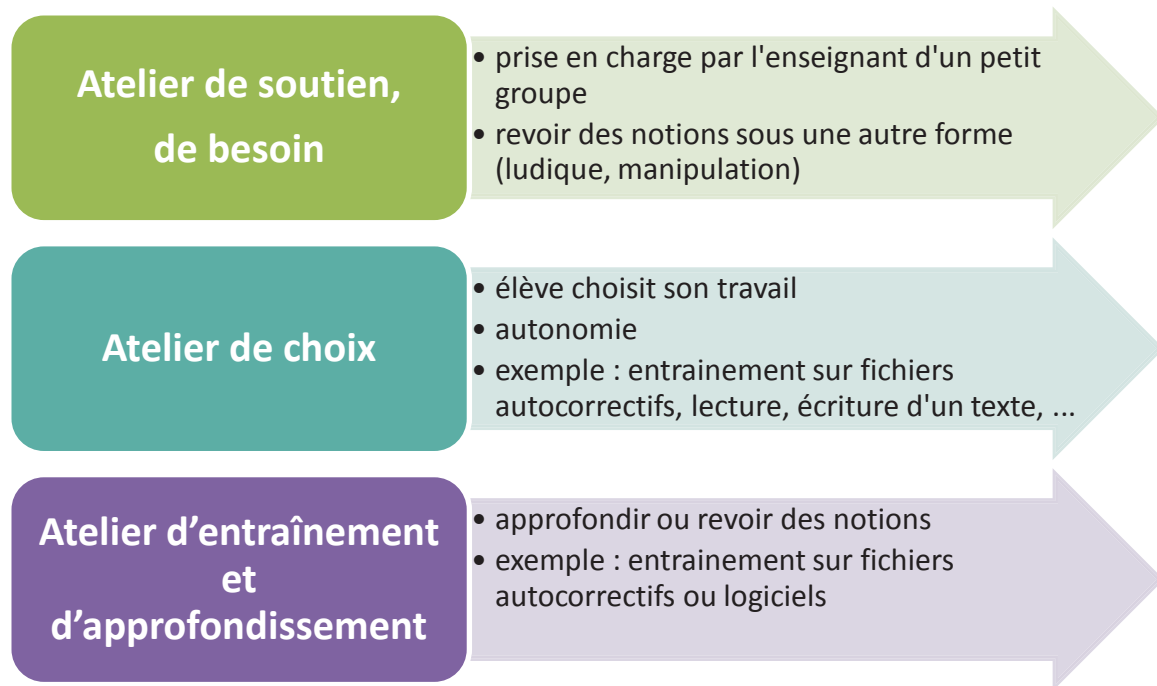 Atelier de soutien,
de besoin
• prise en charge par l'enseignant d'un petit
groupe
• revoir des notions sous une autre forme
(ludique, manipulation)
Atelier de choix
• élève choisit son travail
• autonomie
• exemple : entrainement sur fichiers
autocorrectifs, lecture, écriture d'un texte, ...
Atelier d’entraînement
et
d’approfondissement
• approfondir ou revoir des notions
• exemple : entrainement sur fichiers
autocorrectifs ou logiciels